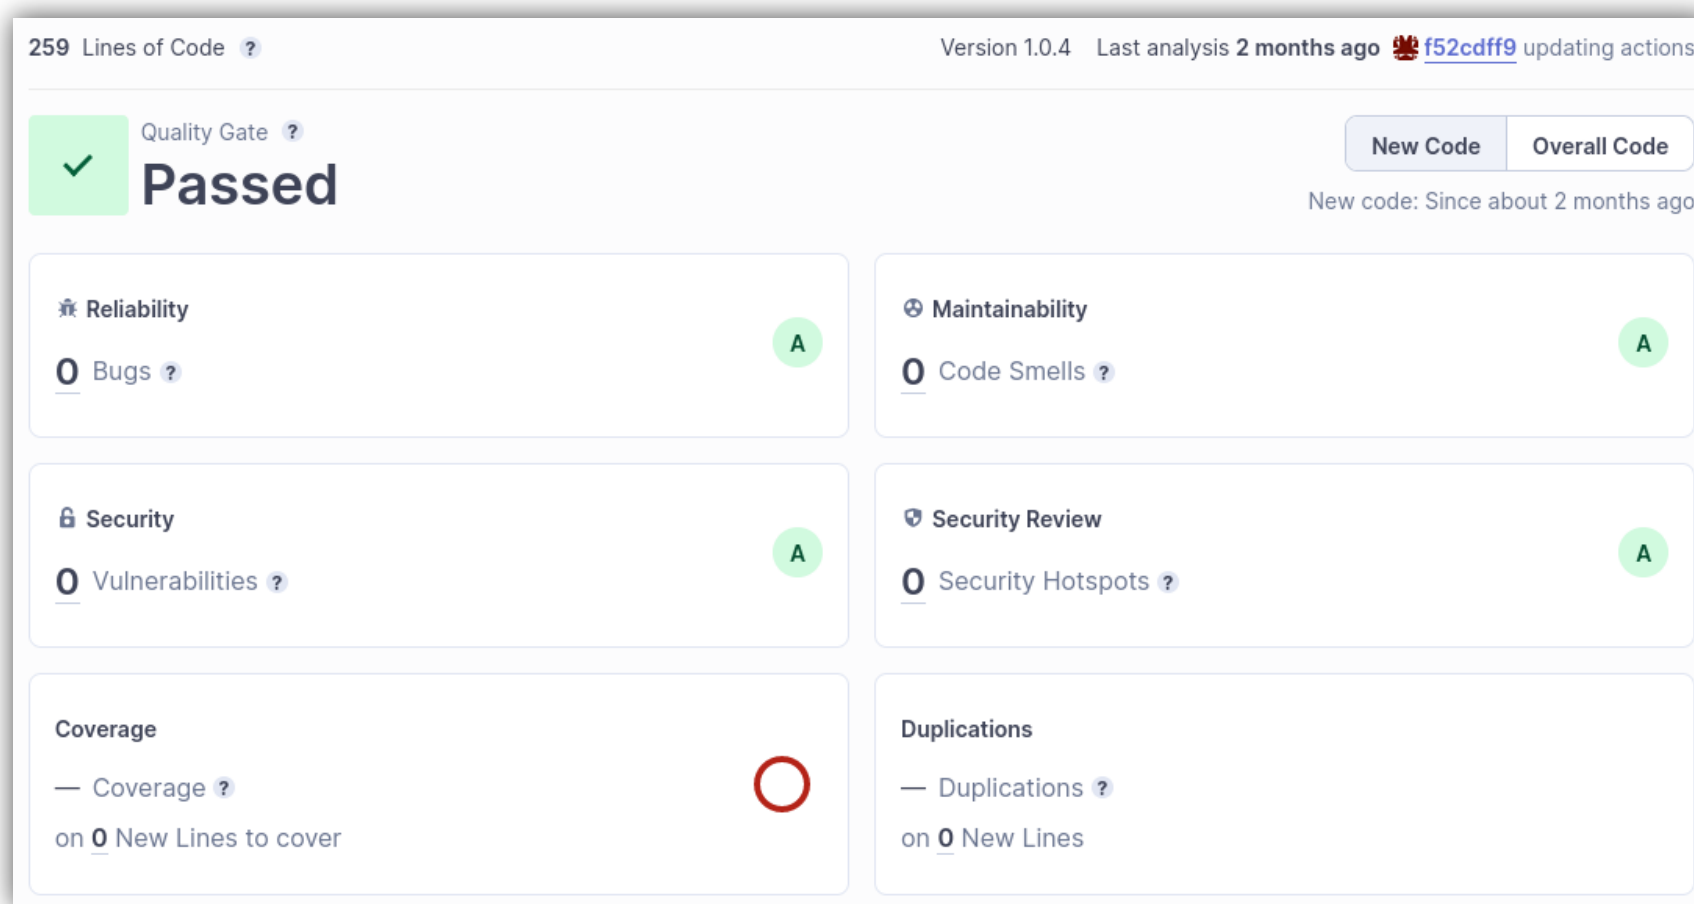 259 Lines of Code ?
Version 1.0.4 Last analysis 2 months ago f52cdff9 updating actions
Quality Gate ?
Passed
New Code Overall Code
New code: Since about 2 months ago
Reliability
0 Bugs ?
A
Maintainability
0 Code Smells ?
A
Security
0 Vulnerabilities ?
A
Security Review
0 Security Hotspots ?
A
Coverage
— Coverage ?
on 0 New Lines to cover
Duplications
— Duplications ?
on 0 New Lines